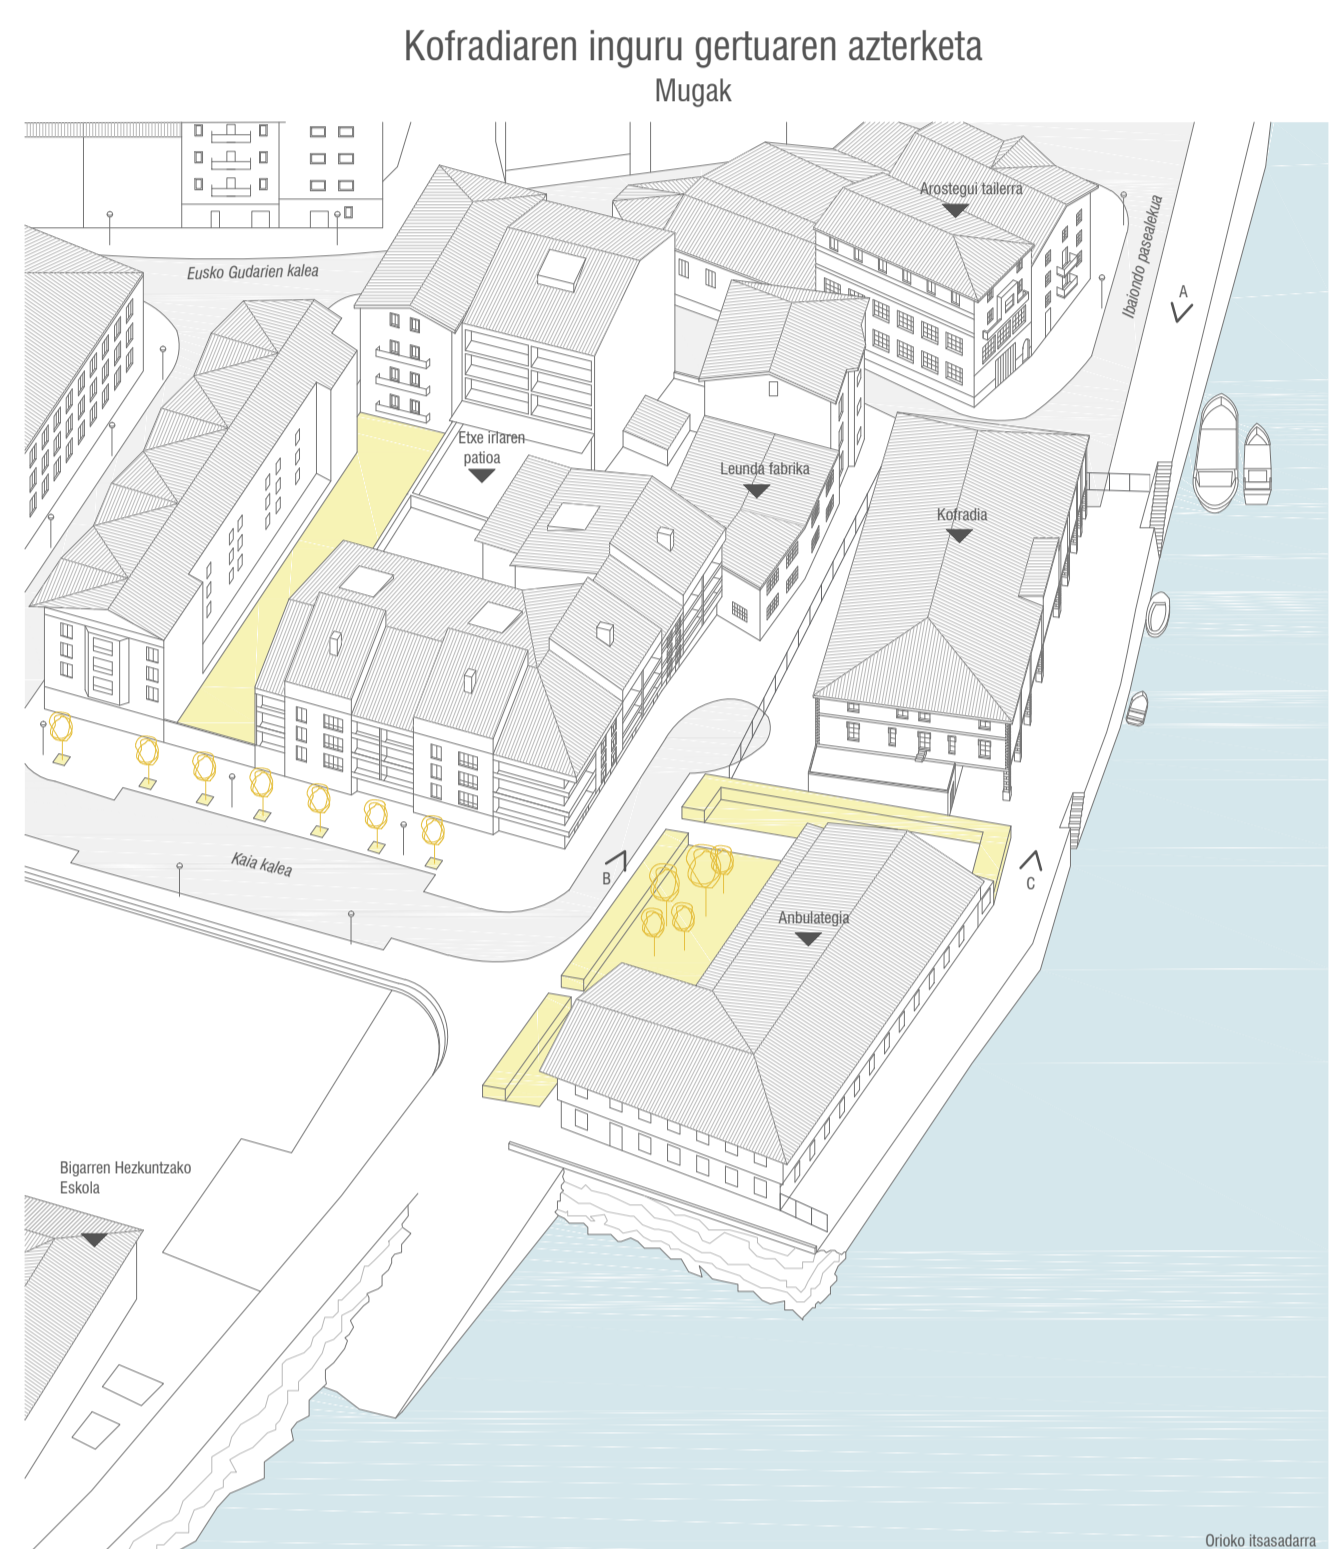 Kofradiaren inguru gertuaren azterketa
Mugak
Arostegui tailerra
Ibaiondo pasealekua
Eusko Gudarien kalea
A
Etxe irlaren
patioa
Leunda fabrika
Kofradia
Kaia kalea
B
C
Anbulategia
Bigarren Hezkuntzako
Eskola
Orioko itsasadarra